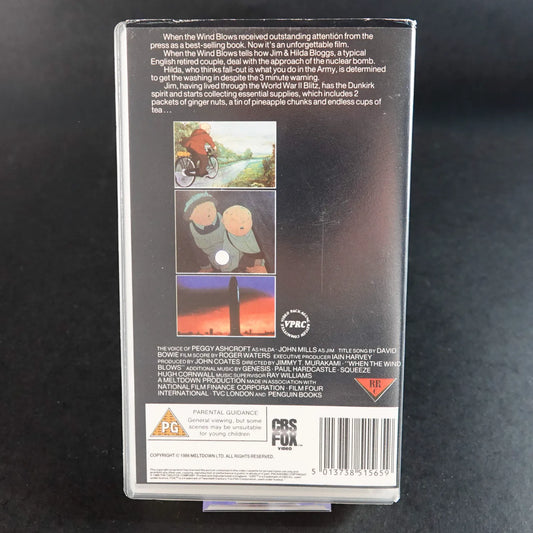 When the Wind Blows received outstanding attention from the
press as a best-selling book. Now it's an unforgettable film.
When the Wind Blows tells how Jim & Hilda Bloggs, a typical
English retired couple, deal with the approach of the nuclear bomb.
Hilda, who thinks fall-out is what you do in the Army, is determined
to get the washing in despite the 3 minute warning.
Jim, having lived through the World War II Blitz, has the Dunkirk
spirit and starts collecting essential supplies, which includes 2
packets of ginger nuts, a tin of pineapple chunks and endless cups of
tea...
VPRC
THE VOICE OF PEGGY ASHCROFT AS HILDA · JOHN MILLS AS JIM. TITLE SONG BY DAVID
BOWIE FILM SCORE BY ROGER WATERS EXECUTIVE PRODUCER IAIN HARVEY
PRODUCED BY JOHN COATES DIRECTED BY JIMMY T. MURAKAMI · "WHEN THE WIND
BLOWS" ADDITIONAL MUSIC BY GENESIS · PAUL HARDCASTLE · SQUEEZE
HUGH CORNWALL MUSIC SUPERVISOR RAY WILLIAMS
A MELTDOWN PRODUCTION MADE IN ASSOCIATION WITH
NATIONAL FILM FINANCE CORPORATION · FILM FOUR
INTERNATIONAL · TVC LONDON AND PENGUIN BOOKS
PG
PARENTAL GUIDANCE
General viewing, but some
scenes may be unsuitable
for young children
CBS
FOX
VIDEO
COPYRIGHT © 1986 MELTDOWN LTD. ALL RIGHTS RESERVED.
5 013738 515659